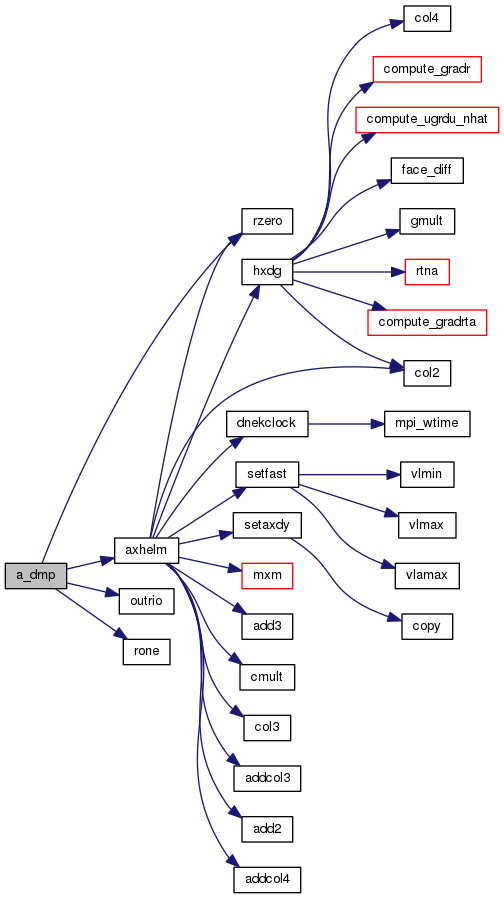 col4
compute_gradr
compute_ugrdu_nhat
face_diff
rzero
gmult
hxdg
rtna
compute_gradrta
col2
dnekclock
mpi_wtime
setfast
vlmin
setaxdy
vlmax
axhelm
a_dmp
mxm
vlamax
outrio
add3
copy
rone
cmult
col3
addcol3
add2
addcol4